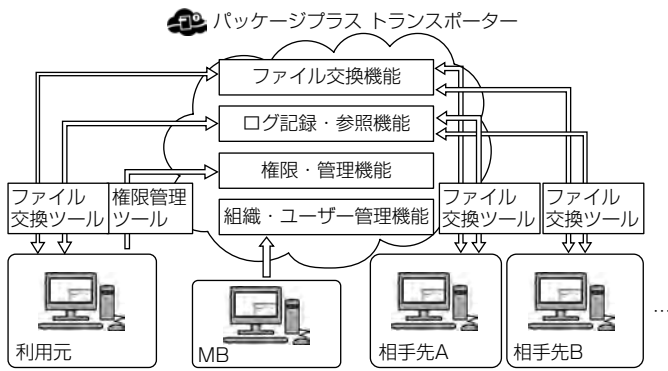 パッケージプラス トランスポーター
ファイル交換機能
ログ記録・参照機能
権限・管理機能
組織・ユーザー管理機能
ファイル
交換ツール
権限管理
ツール
ファイル
交換ツール
ファイル
交換ツール
利用元
MB
相手先A
相手先B
…